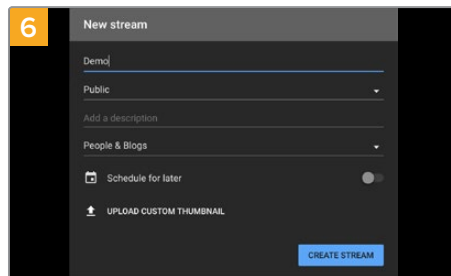 6
New stream
Demo
Public
Add a description
People & Blogs
Schedule for later
UPLOAD CUSTOM THUMBNAIL
CREATE STREAM